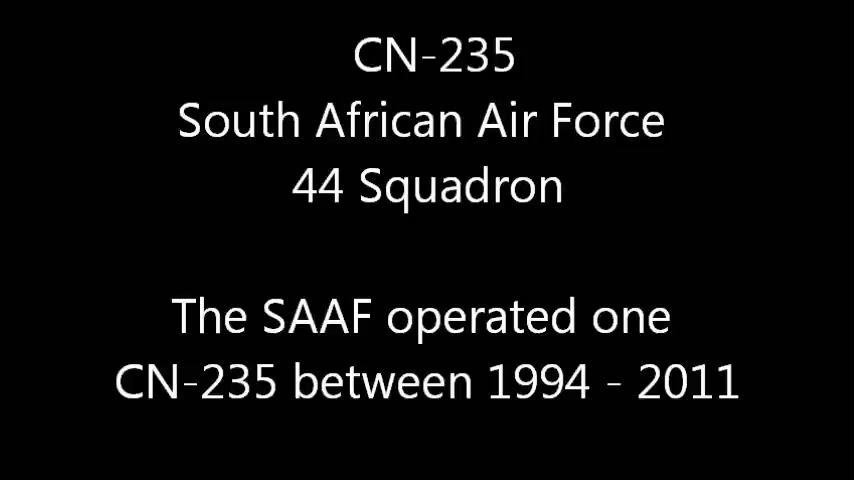 CN-235
South African Air Force
44 Squadron
The SAAF operated one
CN-235 between 1994 - 2011